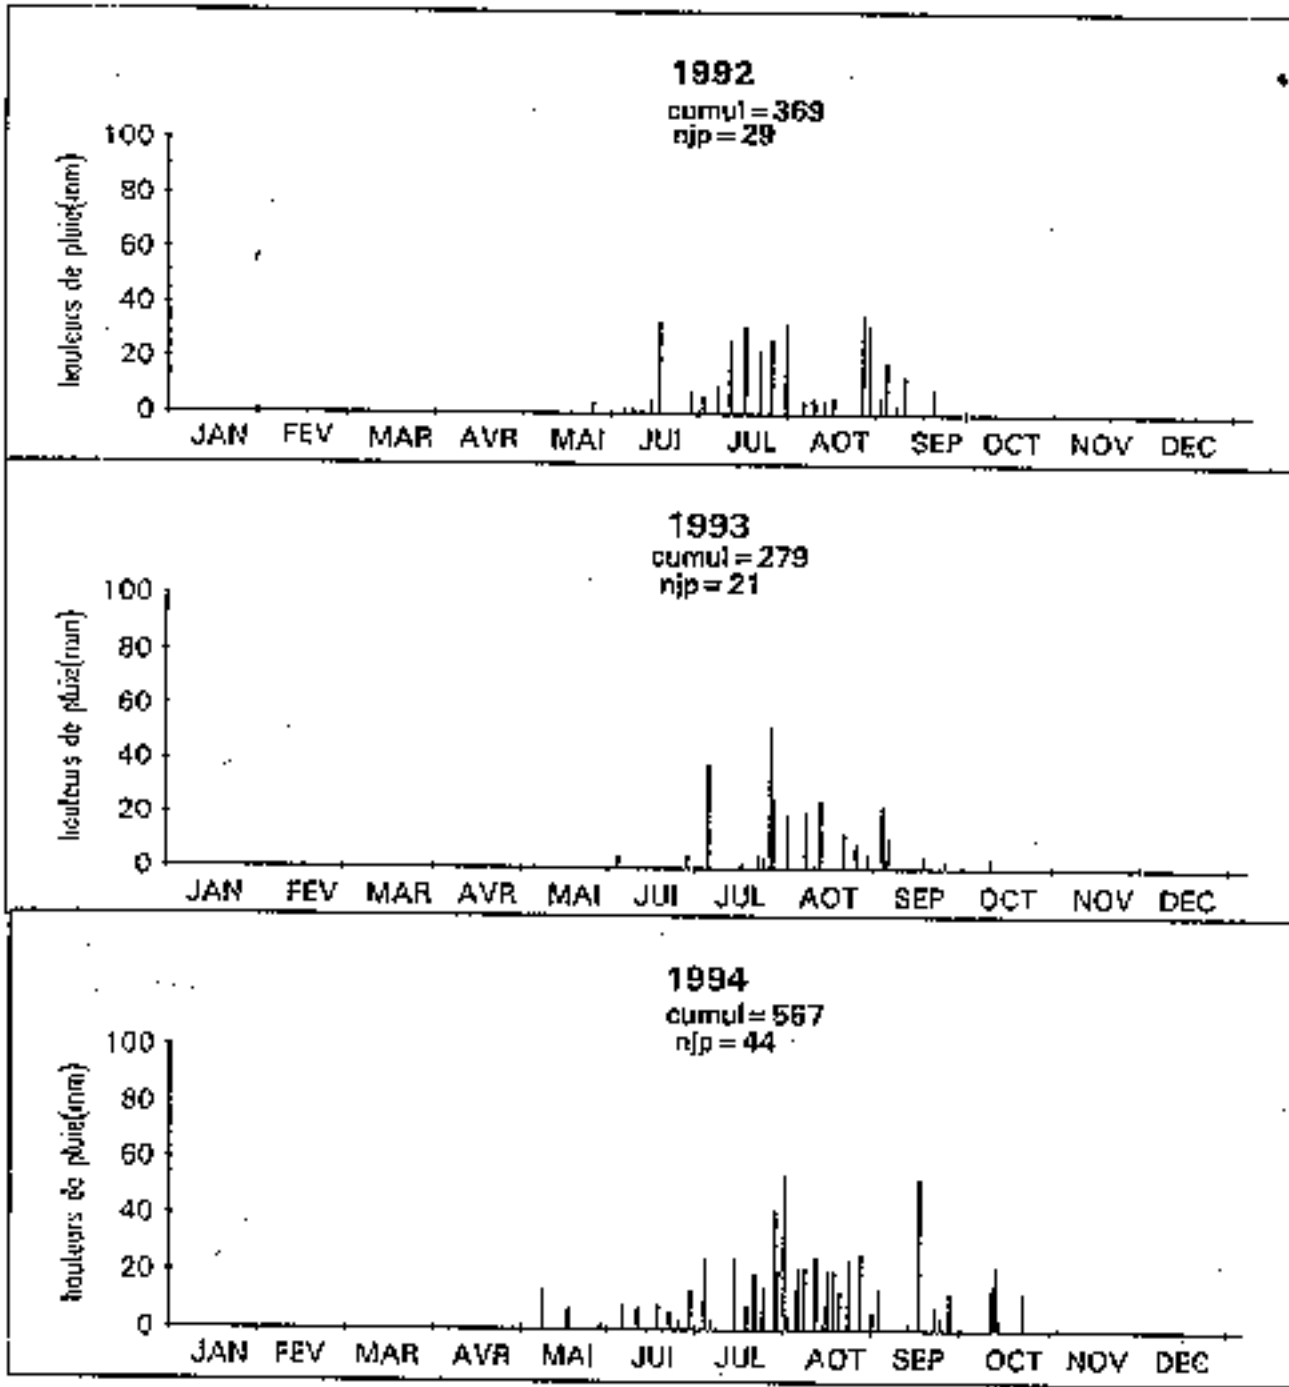 1992
cumul = 369
njp = 29
hauteurs de pluie(mm)
100
80
60
40
20
0
JAN FEV MAR AVR MAI JUI JUL AOT SEP OCT NOV DEC
1993
cumul = 279
njp = 21
hauteurs de pluie(mm)
100
80
60
40
20
0
JAN FEV MAR AVR MAI JUI JUL AOT SEP OCT NOV DEC
1994
cumul = 567
njp = 44
hauteurs de pluie(mm)
100
80
60
40
20
0
JAN FEV MAR AVR MAI JUI JUL AOT SEP OCT NOV DEC